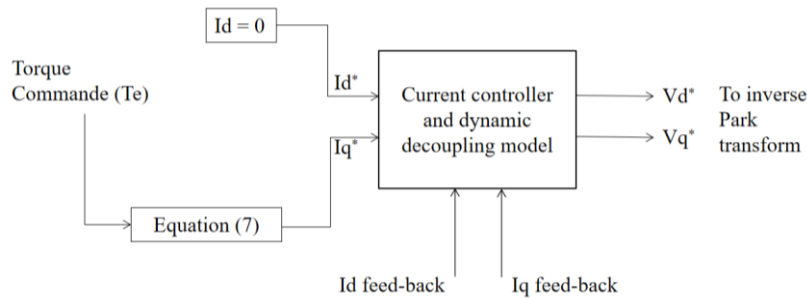 Id = 0
Torque
Commande (Te)
Id*
Iq*
Current controller
and dynamic
decoupling model
Vd*
Vq*
To inverse
Park
transform
Equation (7)
Id feed-back
Iq feed-back